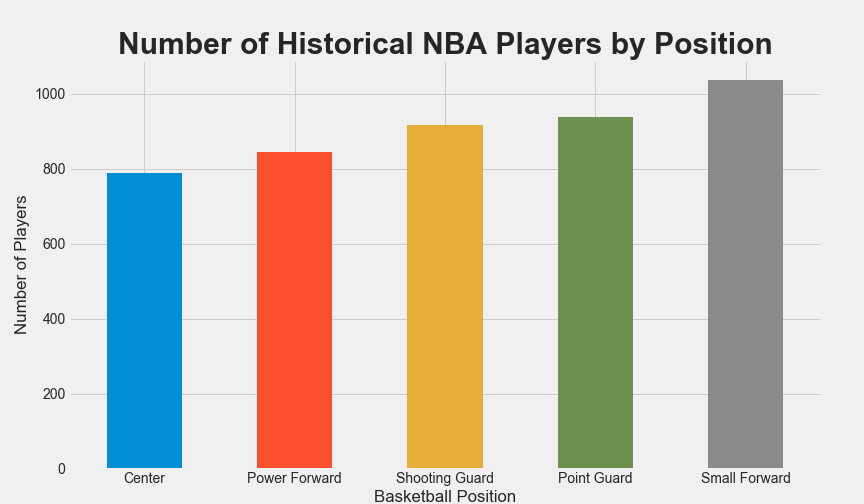 Number of Historical NBA Players by Position
Number of Players
1000
800
600
400
200
0
Center Power Forward Shooting Guard Point Guard Small Forward
Basketball Position